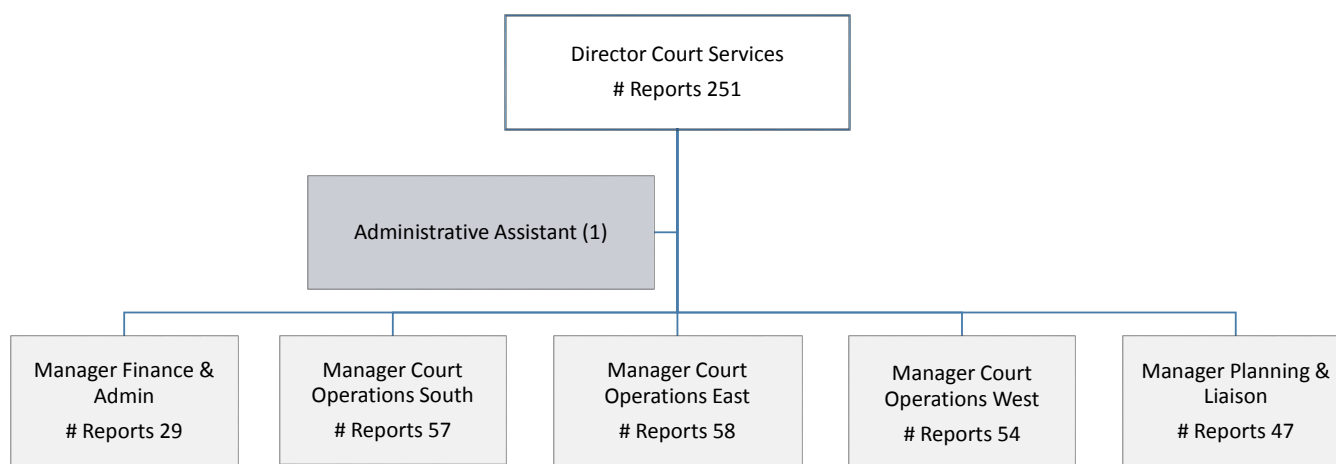 Director Court Services
# Reports 251
Administrative Assistant (1)
Manager Finance &
Admin
# Reports 29
Manager Court
Operations South
# Reports 57
Manager Court
Operations East
# Reports 58
Manager Court
Operations West
# Reports 54
Manager Planning &
Liaison
# Reports 47